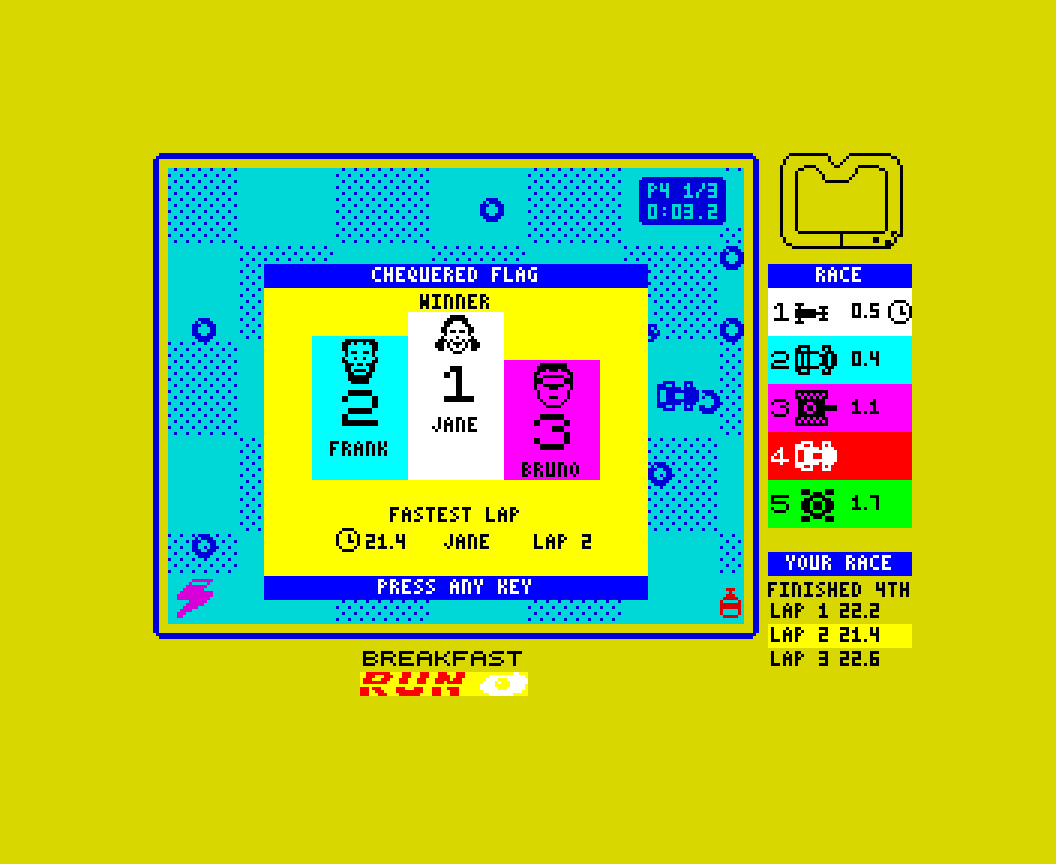 P4 1/3
0:03.2
CHEQUERED FLAG
WINNER
1
JANE
2
FRANK
3
BRUNO
FASTEST LAP
21.4 JANE LAP 2
PRESS ANY KEY
RACE
1 0.5
2 0.4
3 1.1
4
5 1.7
YOUR RACE
FINISHED 4TH
LAP 1 22.2
LAP 2 21.4
LAP 3 22.6
BREAKFAST
RUN